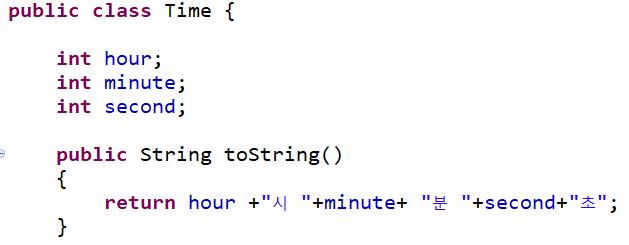 public class Time {
int hour;
int minute;
int second;
public String toString()
{
return hour +"시 "+minute+ "분 "+second+"초";
}